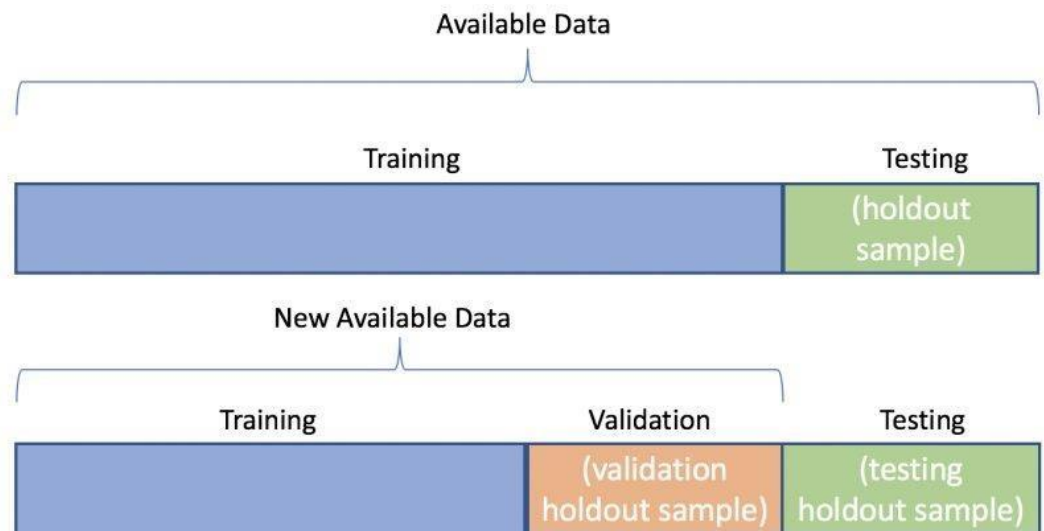 Available Data
Training
Testing
(holdout
sample)
New Available Data
Training
Validation
Testing
(validation
holdout sample)
(testing
holdout sample)